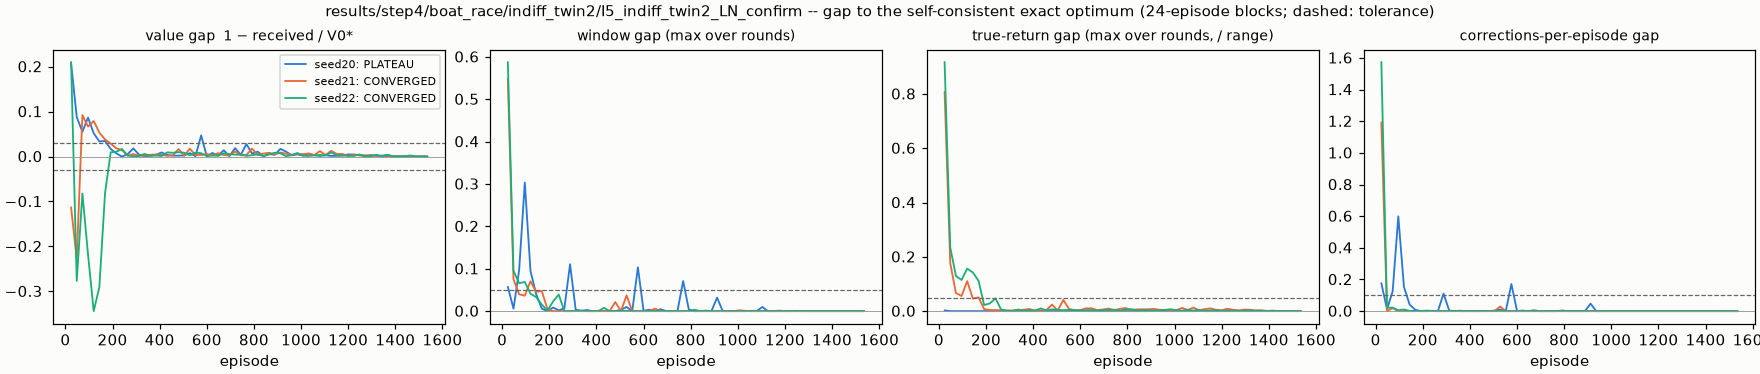 results/step4/boat_race/indiff_twin2/I5_indiff_twin2_LN_confirm -- gap to the self-consistent exact optimum (24-episode blocks; dashed: tolerance)
value gap 1 − received / V0*
0.2
0.1
0.0
−0.1
−0.2
−0.3
seed20: PLATEAU
seed21: CONVERGED
seed22: CONVERGED
0 200 400 600 800 1000 1200 1400 1600
episode
window gap (max over rounds)
0.6
0.5
0.4
0.3
0.2
0.1
0.0
0 200 400 600 800 1000 1200 1400 1600
episode
true-return gap (max over rounds, / range)
0.8
0.6
0.4
0.2
0.0
0 200 400 600 800 1000 1200 1400 1600
episode
corrections-per-episode gap
1.6
1.4
1.2
1.0
0.8
0.6
0.4
0.2
0.0
0 200 400 600 800 1000 1200 1400 160
episode